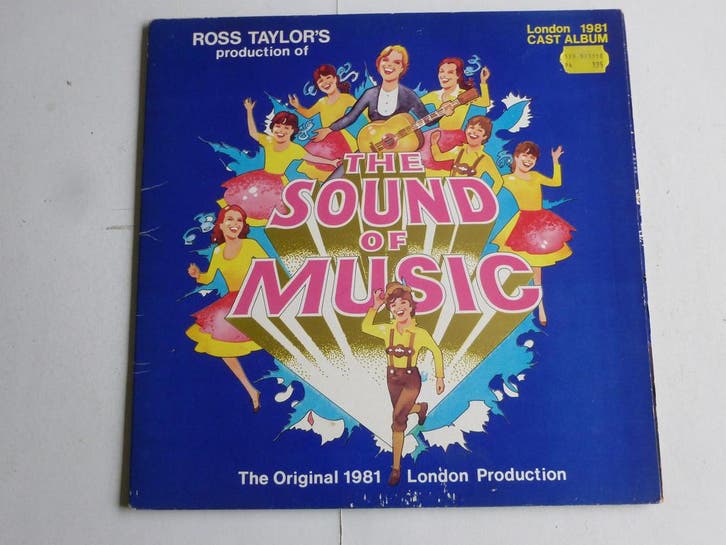 ROSS TAYLOR'S
production of
London 1981
CAST ALBUM
THE
SOUND
OF
MUSIC
The Original 1981 London Production